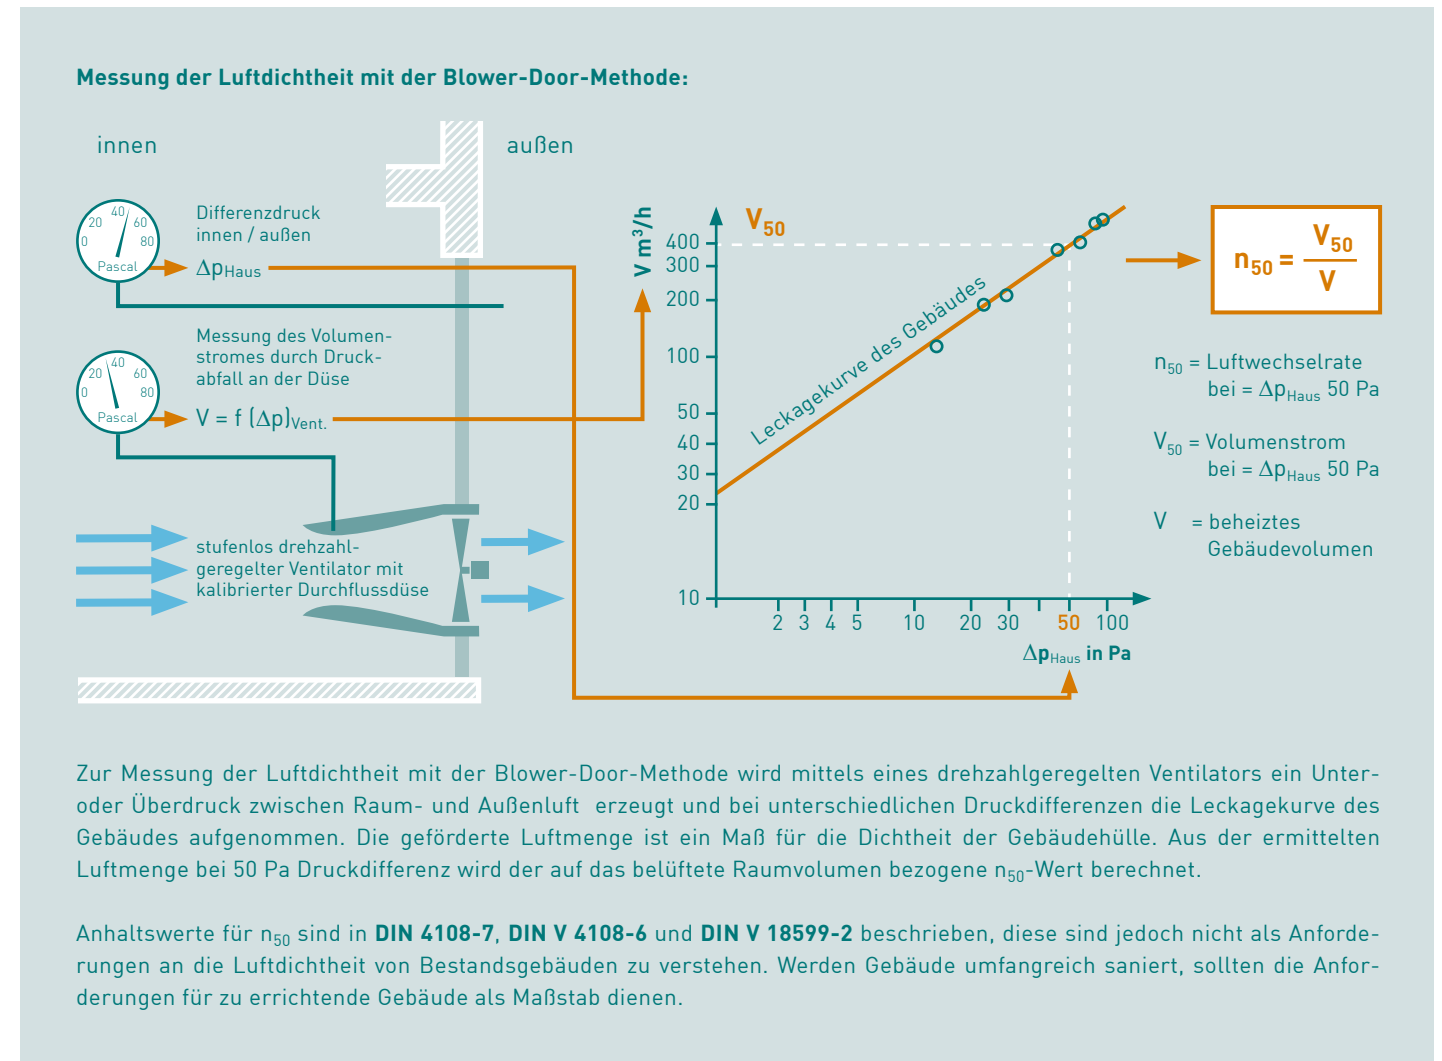 Messung der Luftdichtheit mit der Blower-Door-Methode:
innen
außen
0 20 40 60 80
Pascal
Differenzdruck
innen / außen
ΔpHaus
0 20 40 60 80
Pascal
Messung des Volumen-
stromes durch Druck-
abfall an der Düse
V = f (Δp)Vent.
stufenlos drehzahl-
geregelter Ventilator mit
kalibrierter Durchflussdüse
V m³/h
V50
400
300
200
100
50
40
30
20
10
Leckagekurve des Gebäudes
2 3 4 5 10 20 30 50 100
ΔpHaus in Pa
n50 = V50
V
n50 = Luftwechselrate
bei = ΔpHaus 50 Pa
V50 = Volumenstrom
bei = ΔpHaus 50 Pa
V = beheiztes
Gebäudevolumen
Zur Messung der Luftdichtheit mit der Blower-Door-Methode wird mittels eines drehzahlgeregelten Ventilators ein Unter-
oder Überdruck zwischen Raum- und Außenluft erzeugt und bei unterschiedlichen Druckdifferenzen die Leckagekurve des
Gebäudes aufgenommen. Die geförderte Luftmenge ist ein Maß für die Dichtheit der Gebäudehülle. Aus der ermittelten
Luftmenge bei 50 Pa Druckdifferenz wird der auf das belüftete Raumvolumen bezogene n50-Wert berechnet.
Anhaltswerte für n50 sind in DIN 4108-7, DIN V 4108-6 und DIN V 18599-2 beschrieben, diese sind jedoch nicht als Anforde-
rungen an die Luftdichtheit von Bestandsgebäuden zu verstehen. Werden Gebäude umfangreich saniert, sollten die Anfor-
derungen für zu errichtende Gebäude als Maßstab dienen.